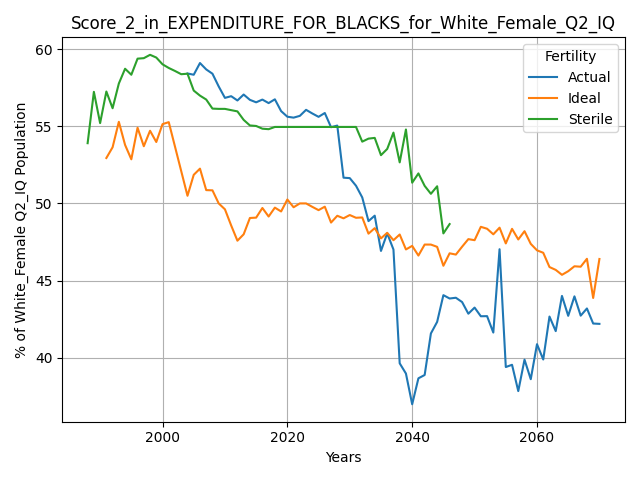 Score_2_in_EXPENDITURE_FOR_BLACKS_for_White_Female_Q2_IQ
Fertility
Actual
Ideal
Sterile
% of White_Female Q2_IQ Population
60
55
50
45
40
2000
2020
2040
2060
Years